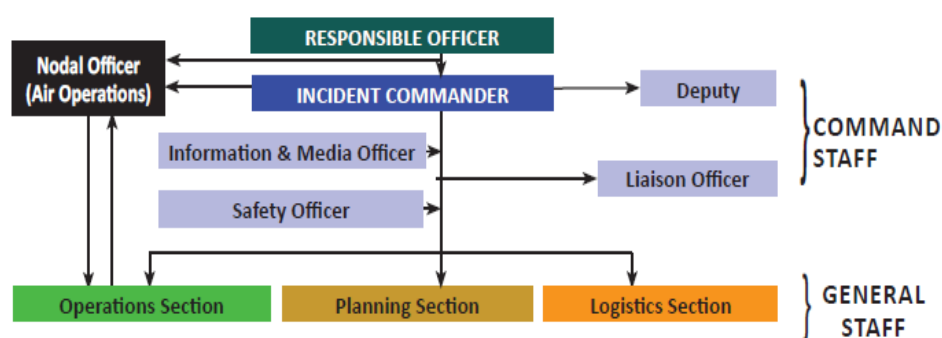 RESPONSIBLE OFFICER
Nodal Officer
(Air Operations)
INCIDENT COMMANDER
Deputy
COMMAND
STAFF
Information & Media Officer
Liaison Officer
Safety Officer
Operations Section
Planning Section
Logistics Section
GENERAL
STAFF